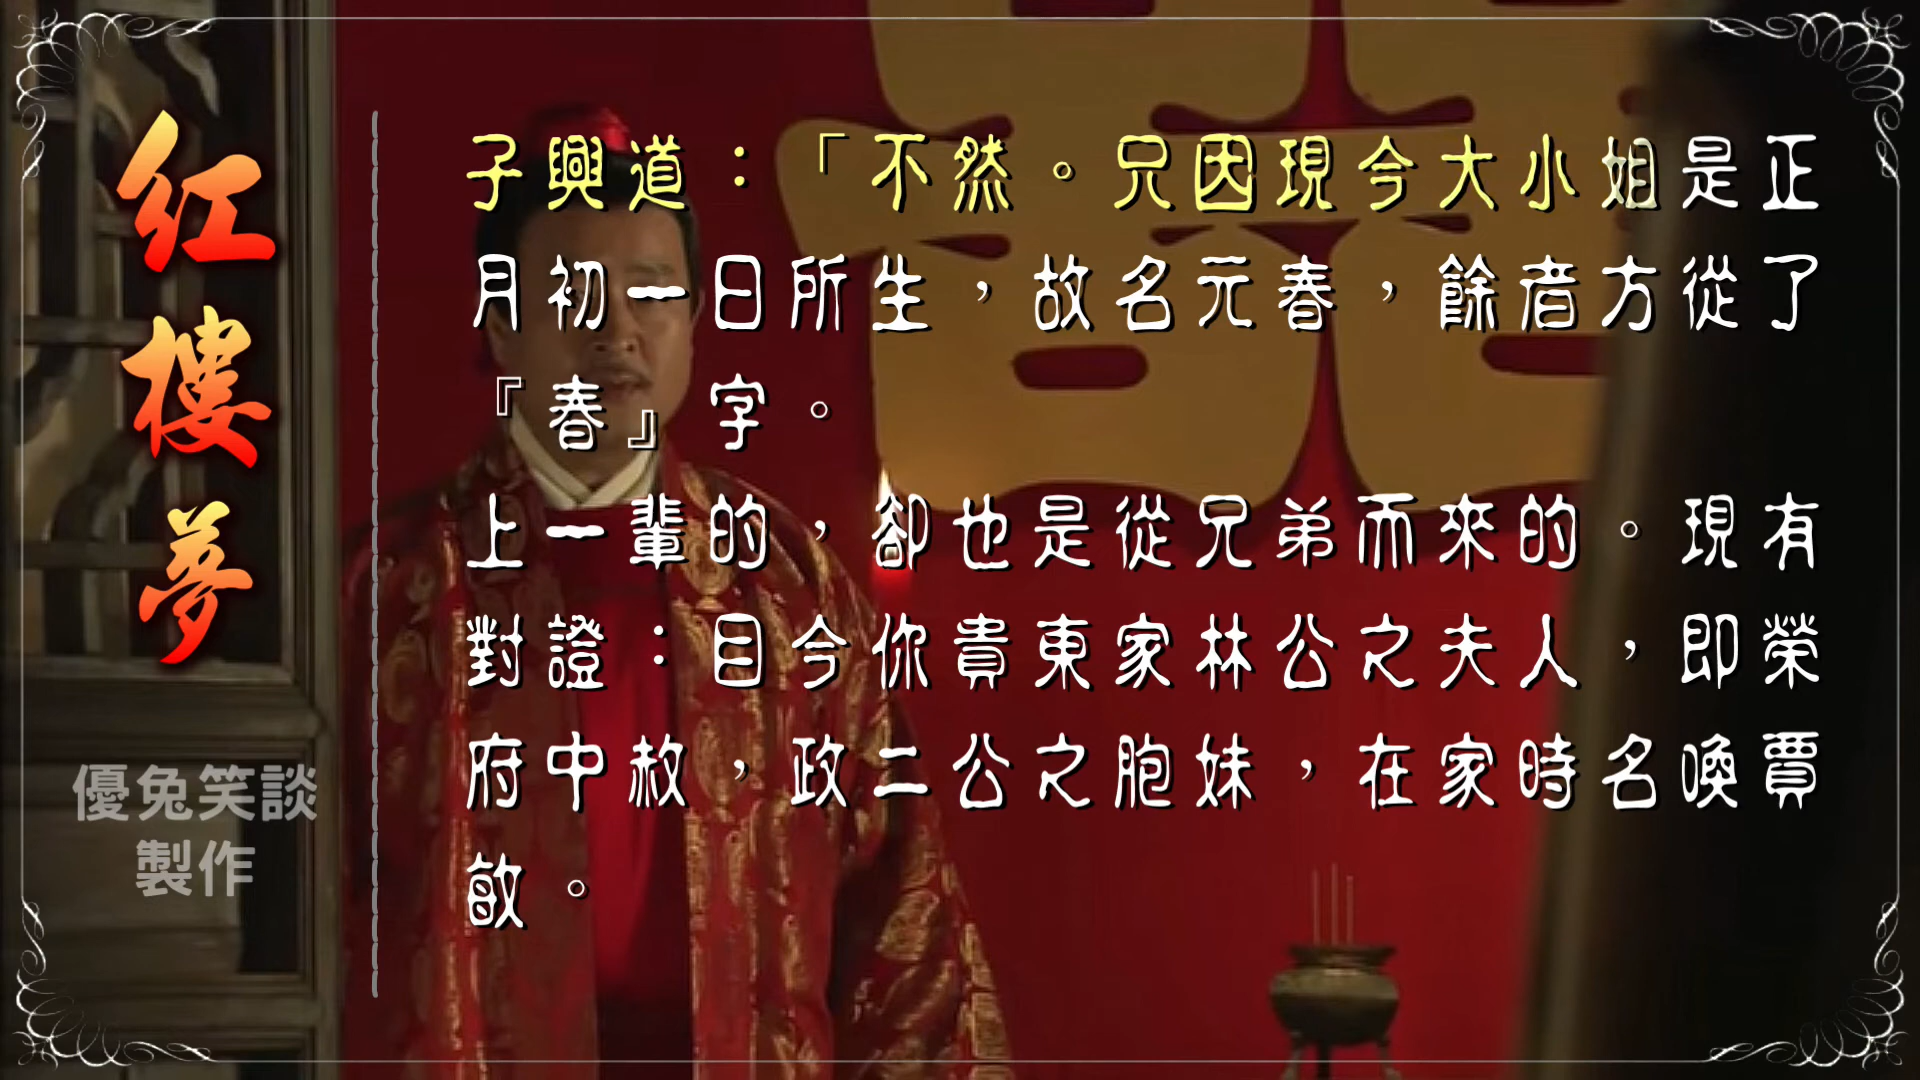 紅樓夢
優兔笑談
製作
子興道：「不然。兄因現今大小姐是正
月初一日所生，故名元春，餘者方從了
『春』字。
上一輩的，卻也是從兄弟而來的。現有
對證：目今你貴東家林公之夫人，即榮
府中赦，政二公之胞妹，在家時名喚賈
敏。